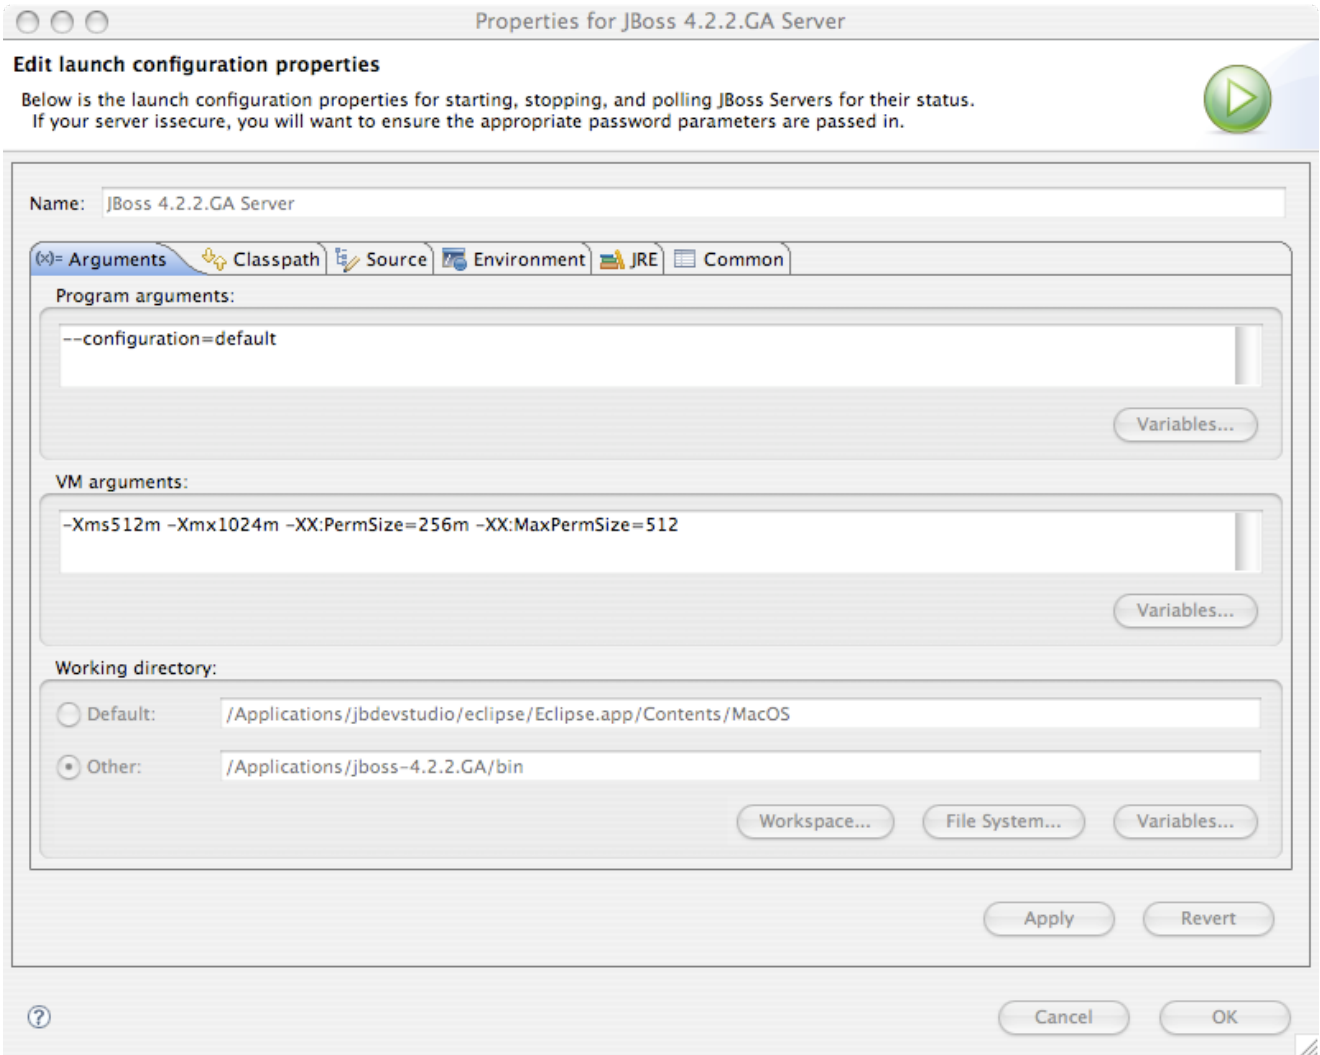 Properties for JBoss 4.2.2.GA Server
Edit launch configuration properties
Below is the launch configuration properties for starting, stopping, and polling JBoss Servers for their status.
If your server issecure, you will want to ensure the appropriate password parameters are passed in.
Name: JBoss 4.2.2.GA Server
(x)= Arguments Classpath Source Environment JRE Common
Program arguments:
--configuration=default
Variables...
VM arguments:
-Xms512m -Xmx1024m -XX:PermSize=256m -XX:MaxPermSize=512
Variables...
Working directory:
Default: /Applications/jbdevstudio/eclipse/Eclipse.app/Contents/MacOS
Other: /Applications/jboss-4.2.2.GA/bin
Workspace... File System... Variables...
Apply Revert
? Cancel OK